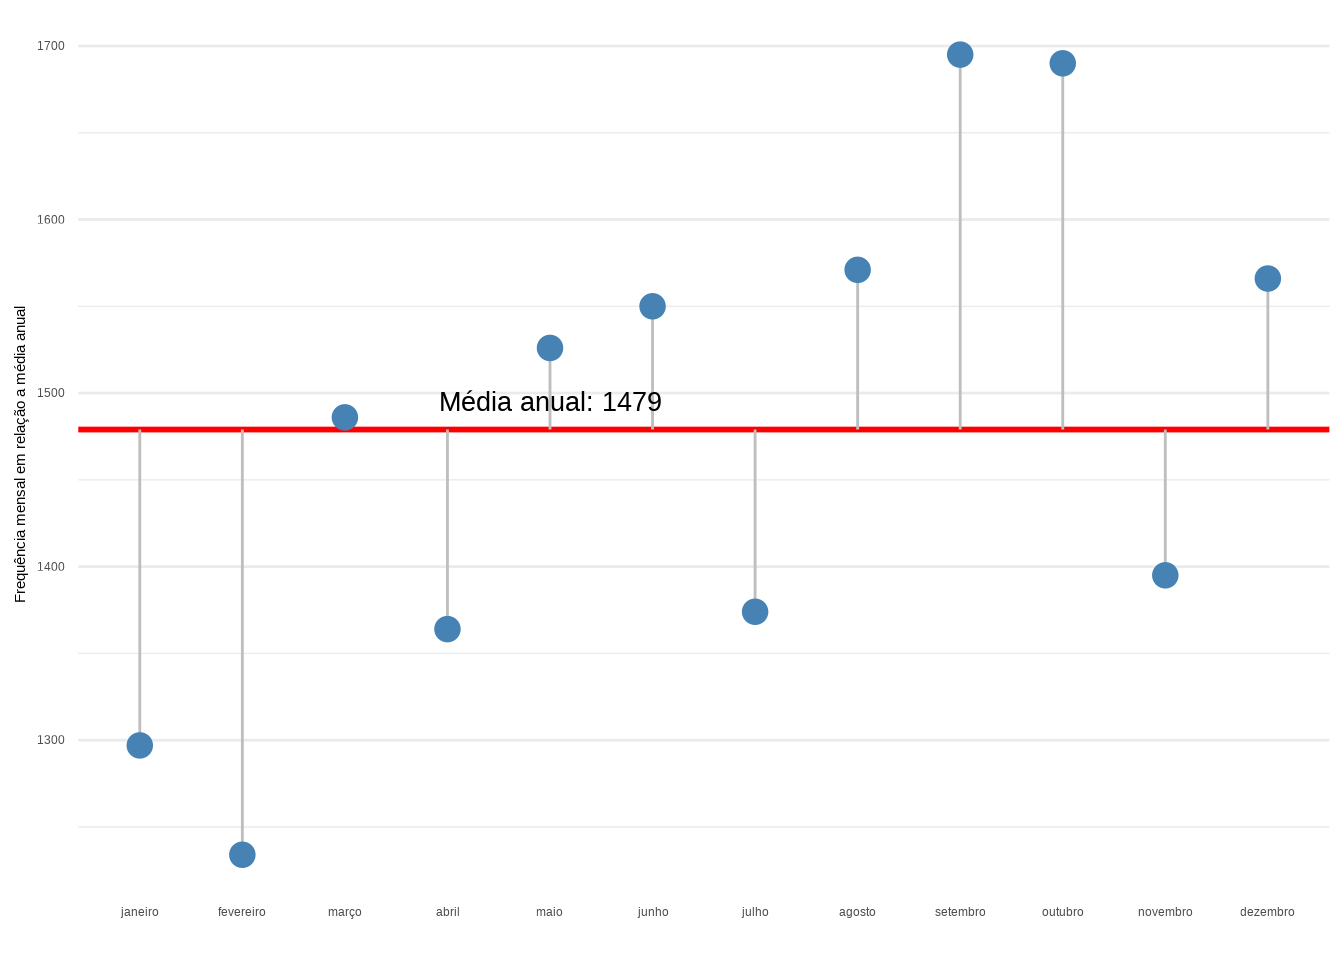 1700
1600
1500
1400
1300
Frequência mensal em relação a média anual
Média anual: 1479
janeiro fevereiro março abril maio junho julho agosto setembro outubro novembro dezembro